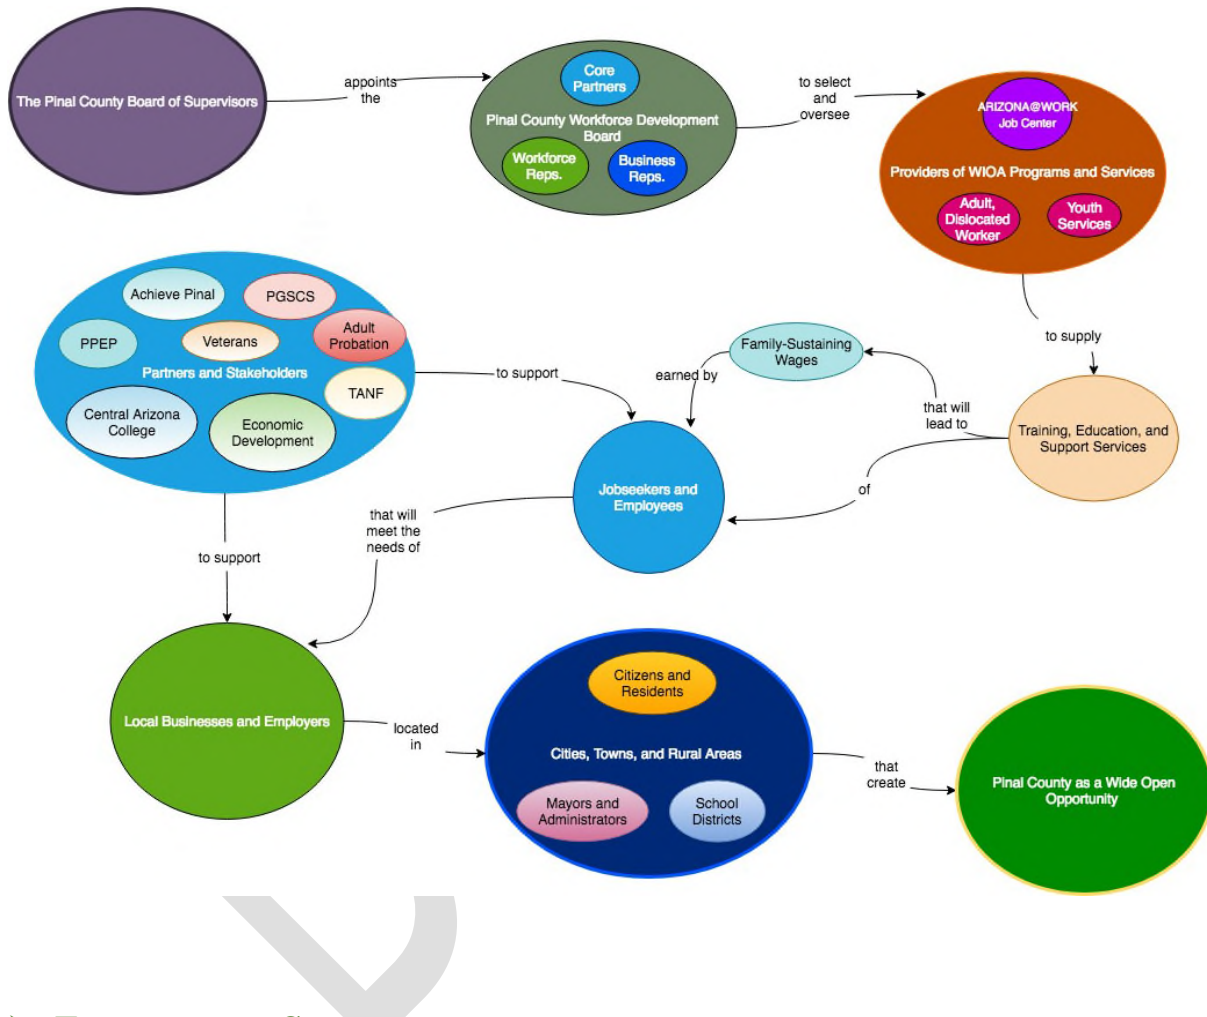 The Pinal County Board of Supervisors
appoints
the
Core
Partners
Pinal County Workforce Development
Board
Workforce
Reps.
Business
Reps.
to select
and
oversee
ARIZONA@WORK
Job Center
Providers of WIOA Programs and Services
Adult,
Dislocated
Worker
Youth
Services
to supply
Training, Education, and
Support Services
that will
lead to
Family-Sustaining
Wages
earned by
of
Jobseekers and
Employees
Achieve Pinal
PGSCS
PPEP
Veterans
Adult
Probation
Partners and Stakeholders
TANF
Central Arizona
College
Economic
Development
to support
to support
that will
meet the
needs of
Local Businesses and Employers
located
in
Citizens and
Residents
Cities, Towns, and Rural Areas
Mayors and
Administrators
School
Districts
that
create
Pinal County as a Wide Open
Opportunity